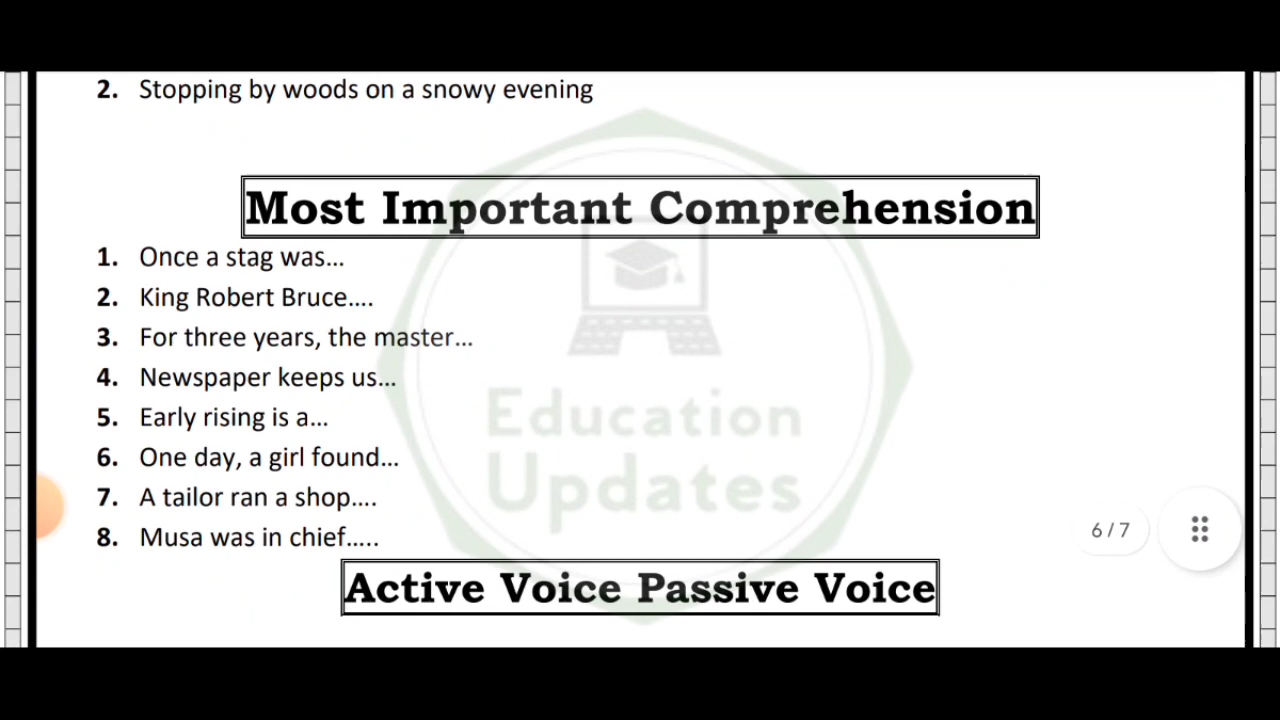 2. Stopping by woods on a snowy evening
Most Important Comprehension
1. Once a stag was...
2. King Robert Bruce....
3. For three years, the master...
4. Newspaper keeps us...
5. Early rising is a...
6. One day, a girl found...
7. A tailor ran a shop....
8. Musa was in chief.....
Education
Updates
6 / 7
Active Voice Passive Voice